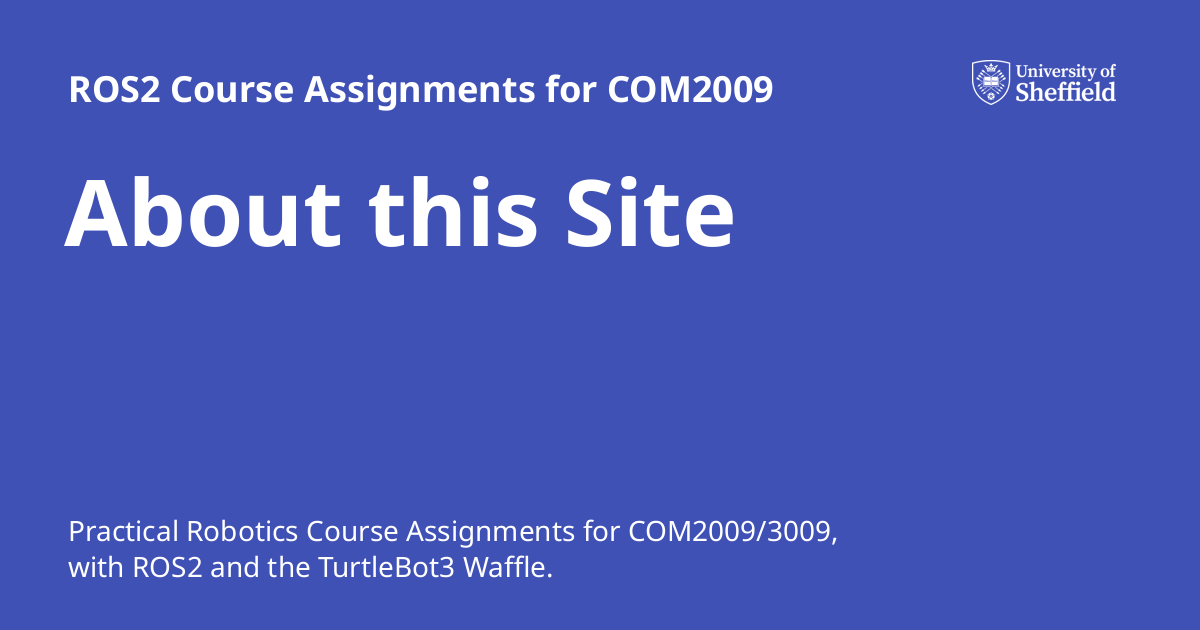 ROS2 Course Assignments for COM2009
University of
Sheffield
About this Site
Practical Robotics Course Assignments for COM2009/3009,
with ROS2 and the TurtleBot3 Waffle.